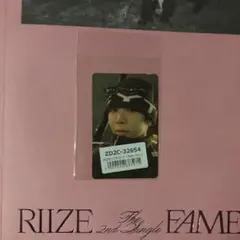 ZD2C-32654
RIIZE The 2nd Single FAME